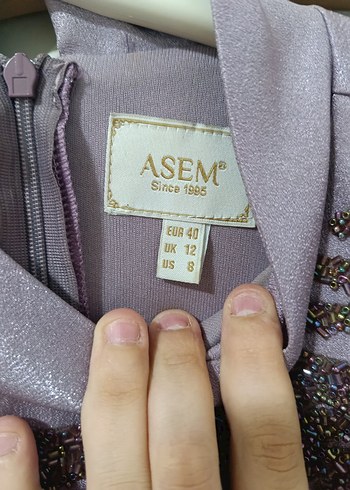 ASEM®
Since 1995
EUR 40
UK 12
US 8